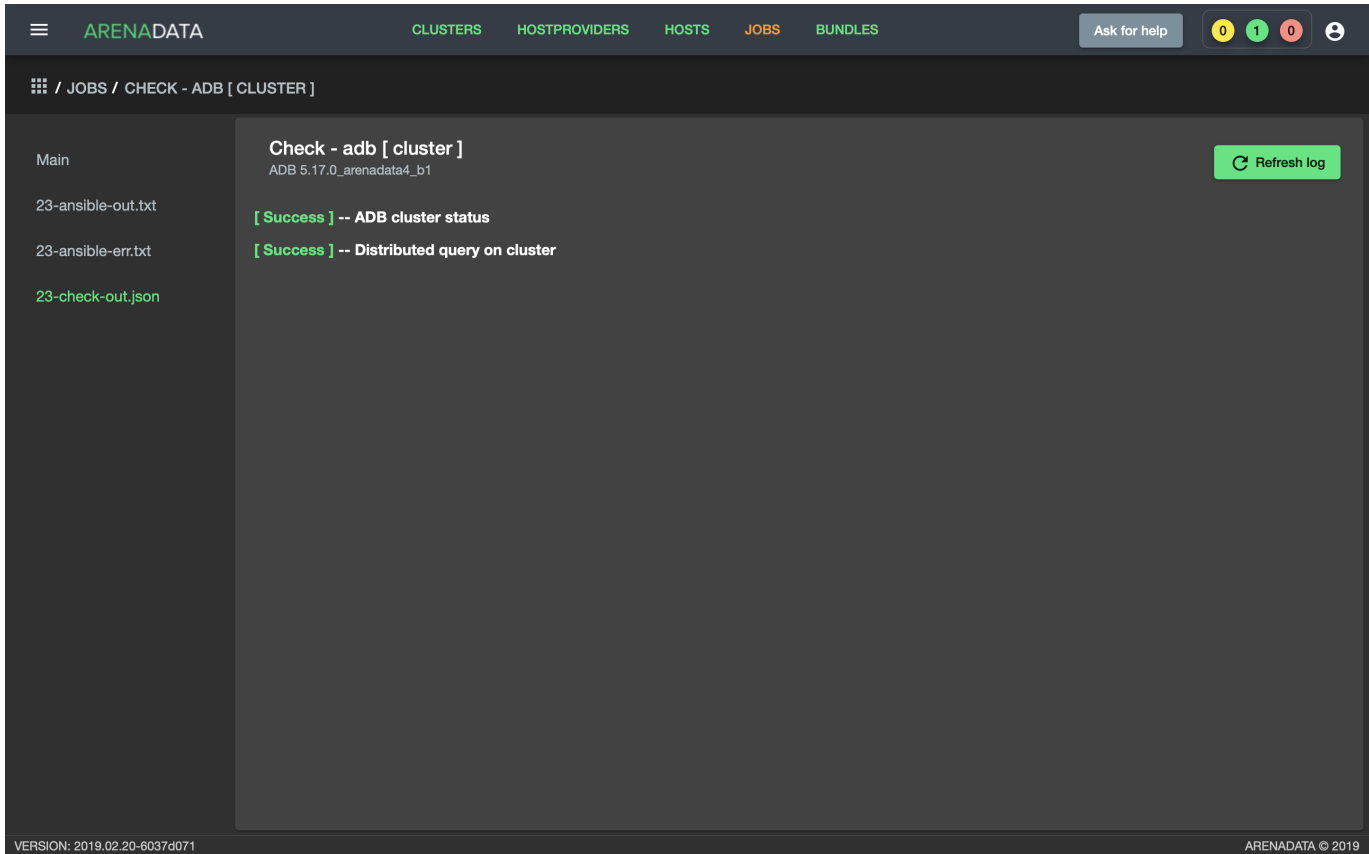 ARENADATA CLUSTERS HOSTPROVIDERS HOSTS JOBS BUNDLES Ask for help 0 1 0
/ JOBS / CHECK - ADB [ CLUSTER ]
Main
23-ansible-out.txt
23-ansible-err.txt
23-check-out.json
Check - adb [ cluster ]
ADB 5.17.0_arenadata4_b1
Refresh log
[ Success ] -- ADB cluster status
[ Success ] -- Distributed query on cluster
VERSION: 2019.02.20-6037d071
ARENADATA © 2019